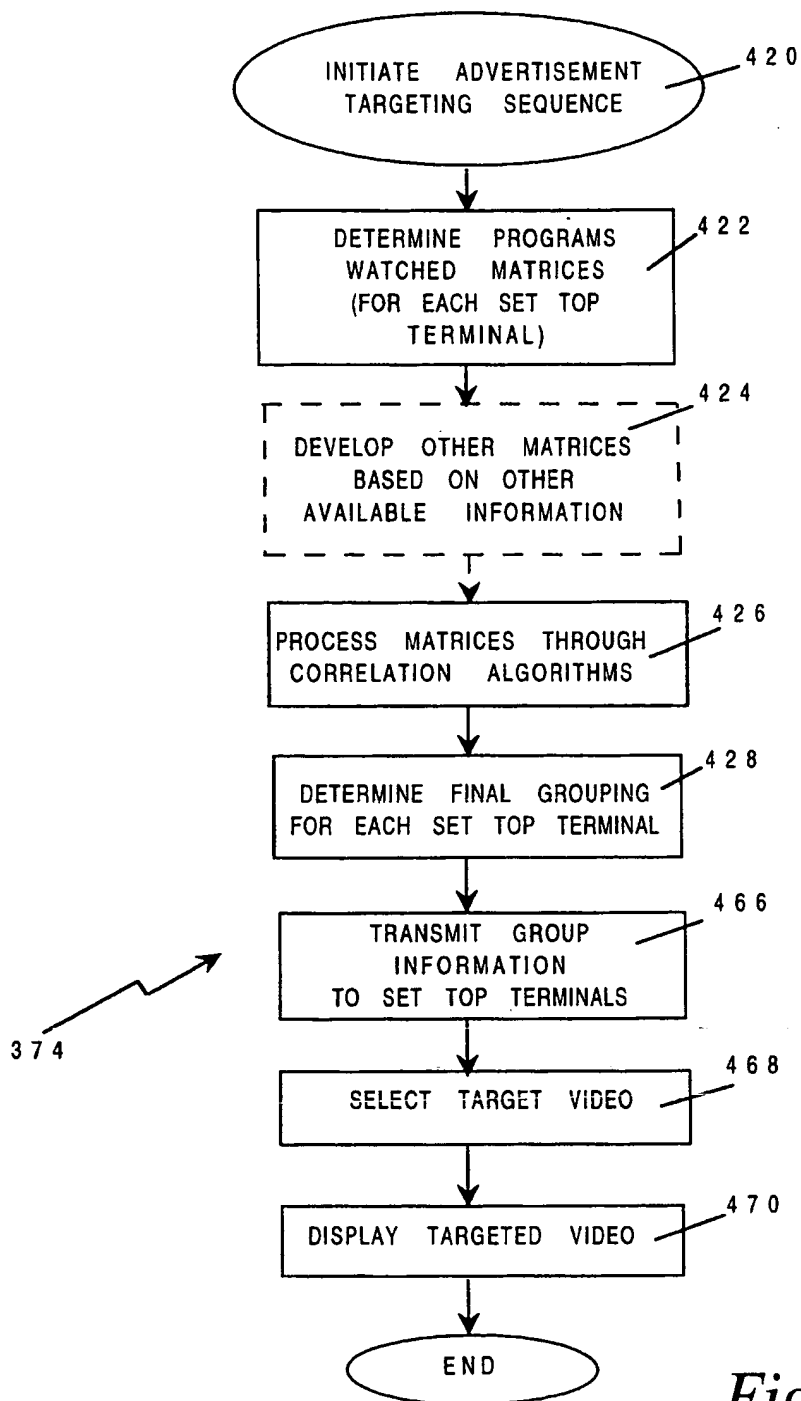 INITIATE ADVERTISEMENT
TARGETING SEQUENCE
420
DETERMINE PROGRAMS
WATCHED MATRICES
(FOR EACH SET TOP
TERMINAL)
422
424
DEVELOP OTHER MATRICES
BASED ON OTHER
AVAILABLE INFORMATION
426
PROCESS MATRICES THROUGH
CORRELATION ALGORITHMS
428
DETERMINE FINAL GROUPING
FOR EACH SET TOP TERMINAL
466
TRANSMIT GROUP
INFORMATION
TO SET TOP TERMINALS
374
468
SELECT TARGET VIDEO
470
DISPLAY TARGETED VIDEO
END